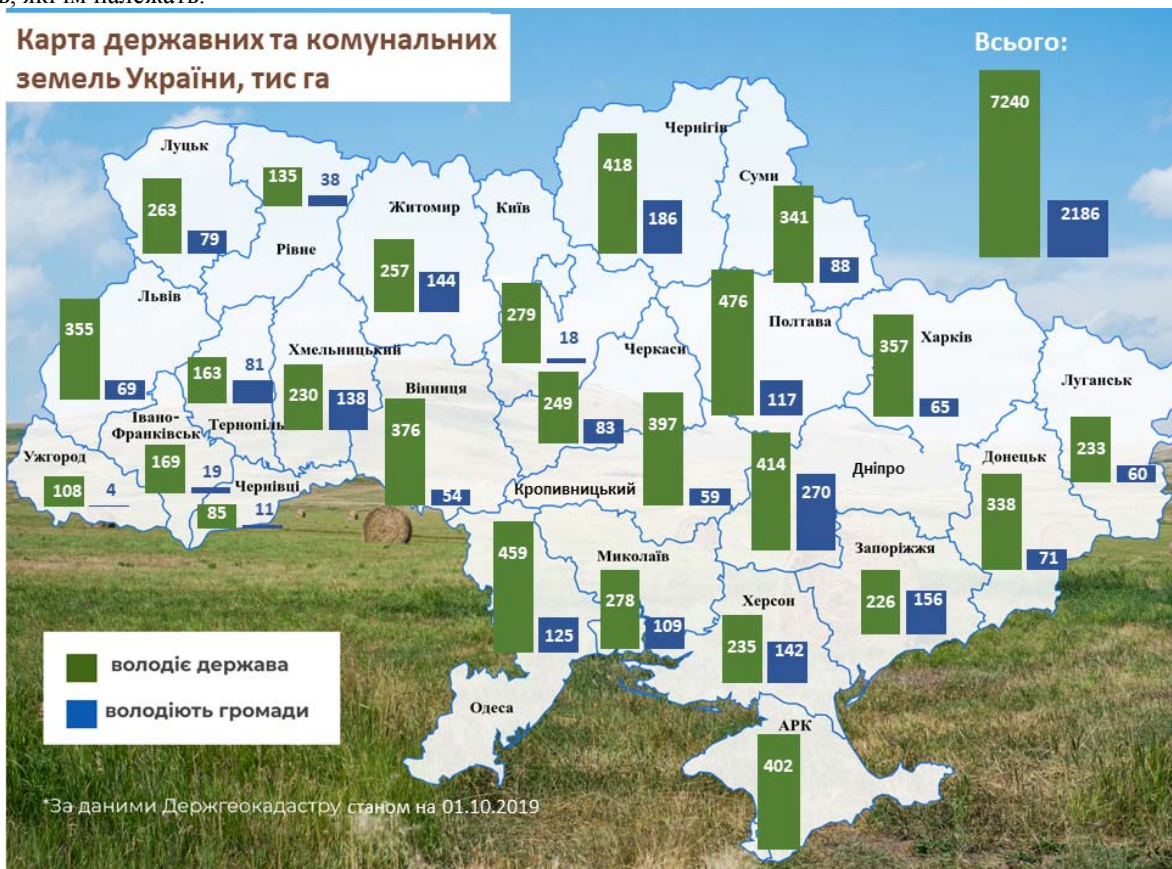 які їм належать.
Карта державних та комунальних
земель України, тис га
Всього:
7240
2186
Луцьк
263
79
135
38
Рівне
Житомир
257
144
Київ
279
18
Чернігів
418
186
Суми
341
88
Львів
355
69
163
81
Тернопіль
Хмельницький
230
138
Вінниця
376
54
Черкаси
249
83
Полтава
476
117
Харків
357
65
Луганськ
233
60
Ужгород
108
4
Івано-
Франківськ
169
19
Чернівці
85
11
Кропивницький
397
59
Дніпро
414
270
Донецьк
338
71
Запоріжжя
226
156
Миколаїв
278
109
459
125
Одеса
Херсон
235
142
АРК
402
володіє держава
володіють громади
*За даними Держгеокадастру станом на 01.10.2019